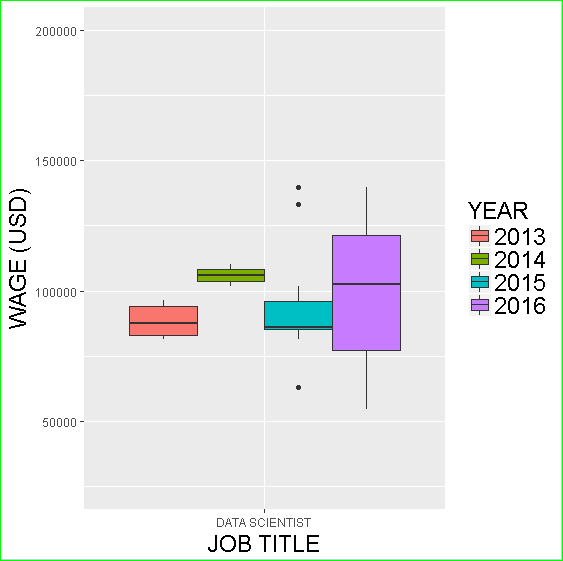 200000
150000
100000
50000
WAGE (USD)
DATA SCIENTIST
JOB TITLE
YEAR
2013
2014
2015
2016